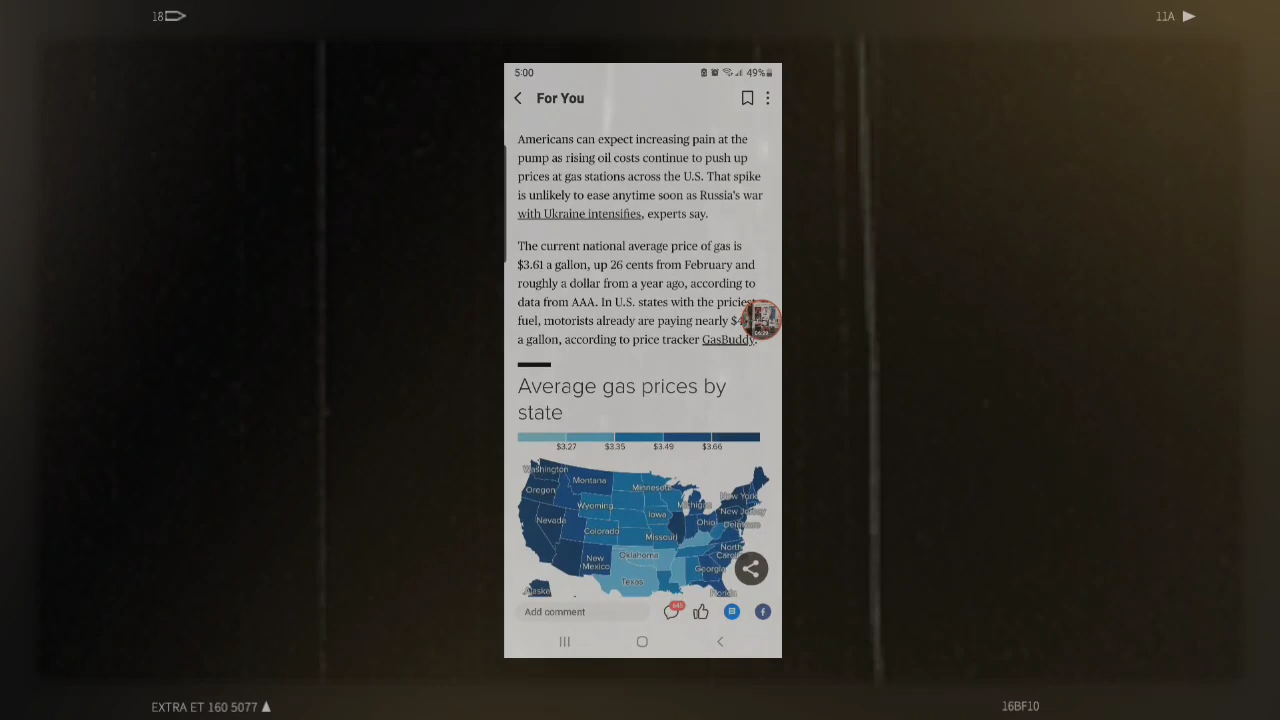 18
11A
5:00
49%
For You
Americans can expect increasing pain at the
pump as rising oil costs continue to push up
prices at gas stations across the U.S. That spike
is unlikely to ease anytime soon as Russia's war
with Ukraine intensifies, experts say.
The current national average price of gas is
$3.61 a gallon, up 26 cents from February and
roughly a dollar from a year ago, according to
data from AAA. In U.S. states with the priciest
fuel, motorists already are paying nearly
a gallon, according to price tracker GasBuddy.
Average gas prices by
state
$3.27 $3.35 $3.49 $3.66
Washington
Montana
Minnesota
Oregon
Michigan
New York
Wyoming
Iowa
New Jersey
Nevada
Colorado
Ohio
Delaware
Missouri
Oklahoma
North
Carol
New
Mexico
Georgia
Texas
Alaska
Florida
Add comment
645
EXTRA ET 160 5077
16BF10